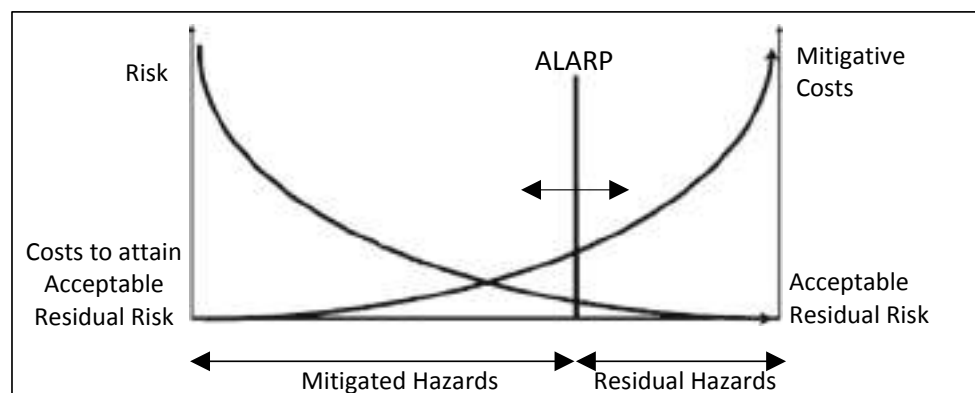 ALARP
Risk
Mitigative
Costs
Costs to attain
Acceptable
Residual Risk
Acceptable
Residual Risk
Mitigated Hazards
Residual Hazards